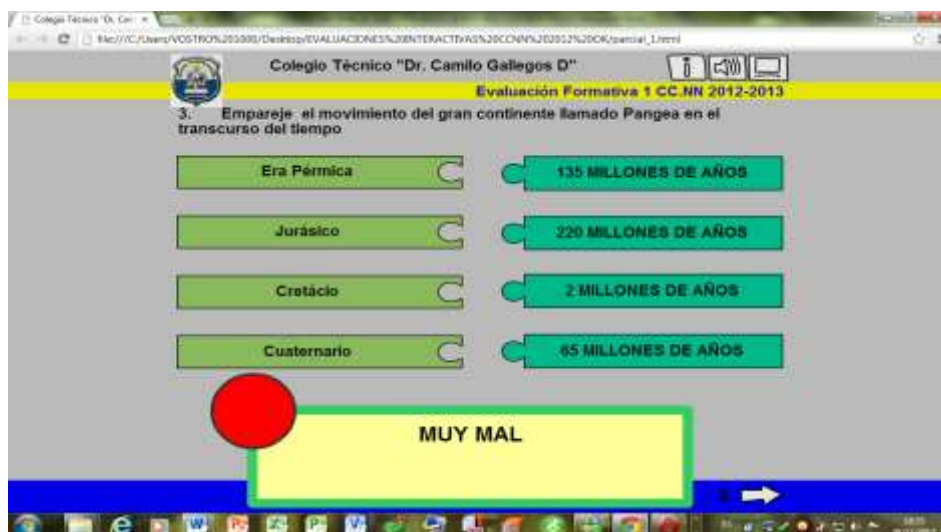 Colegio Técnico "Dr. Camilo Gallegos D"
Evaluación Formativa 1 CC.NN 2012-2013
3. Empareje el movimiento del gran continente llamado Pangea en el
transcurso del tiempo
Era Pérmica
135 MILLONES DE AÑOS
Jurásico
220 MILLONES DE AÑOS
Cretácio
2 MILLONES DE AÑOS
Cuaternario
65 MILLONES DE AÑOS
MUY MAL